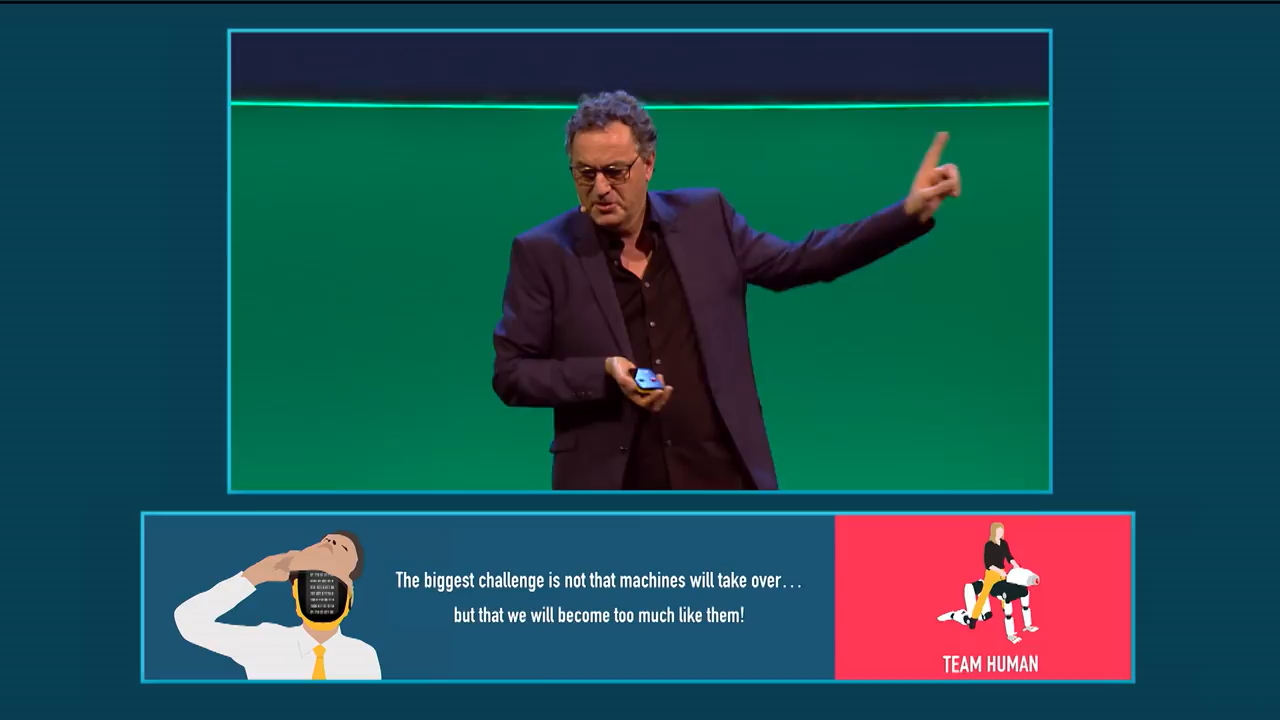 The biggest challenge is not that machines will take over...
but that we will become too much like them!
TEAM HUMAN